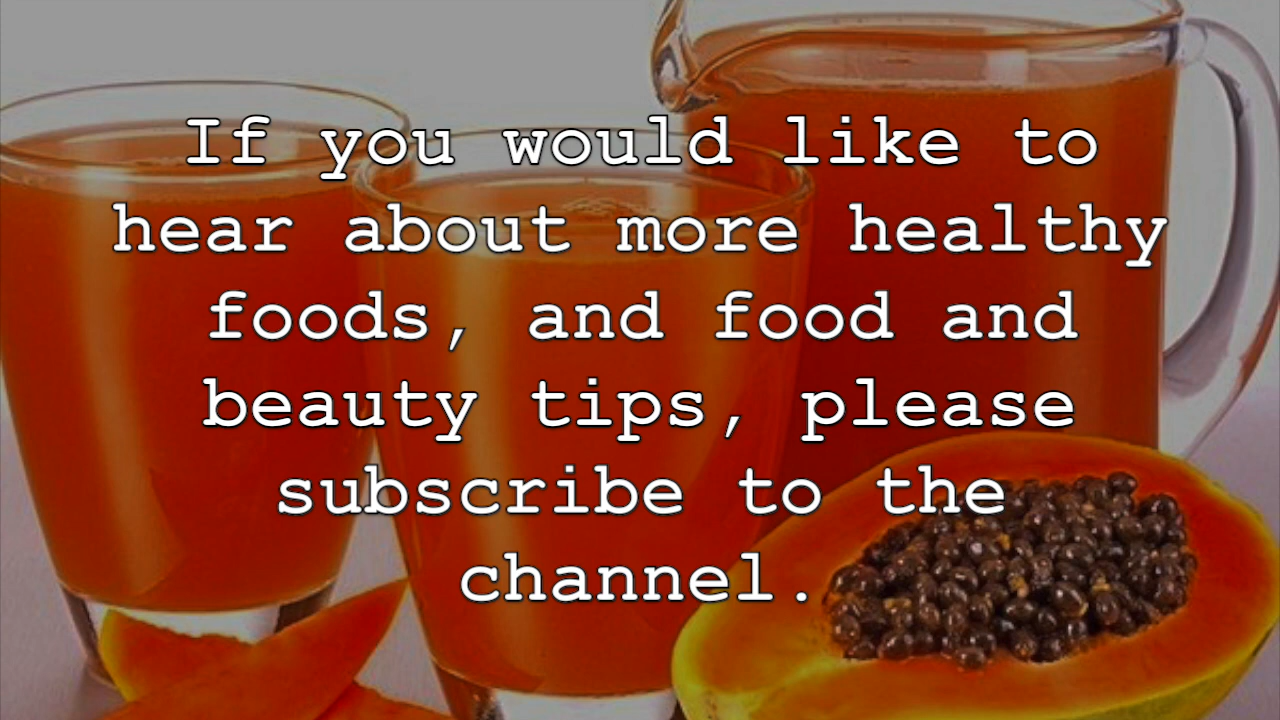 If you would like to
hear about more healthy
foods, and food and
beauty tips, please
subscribe to the
channel.